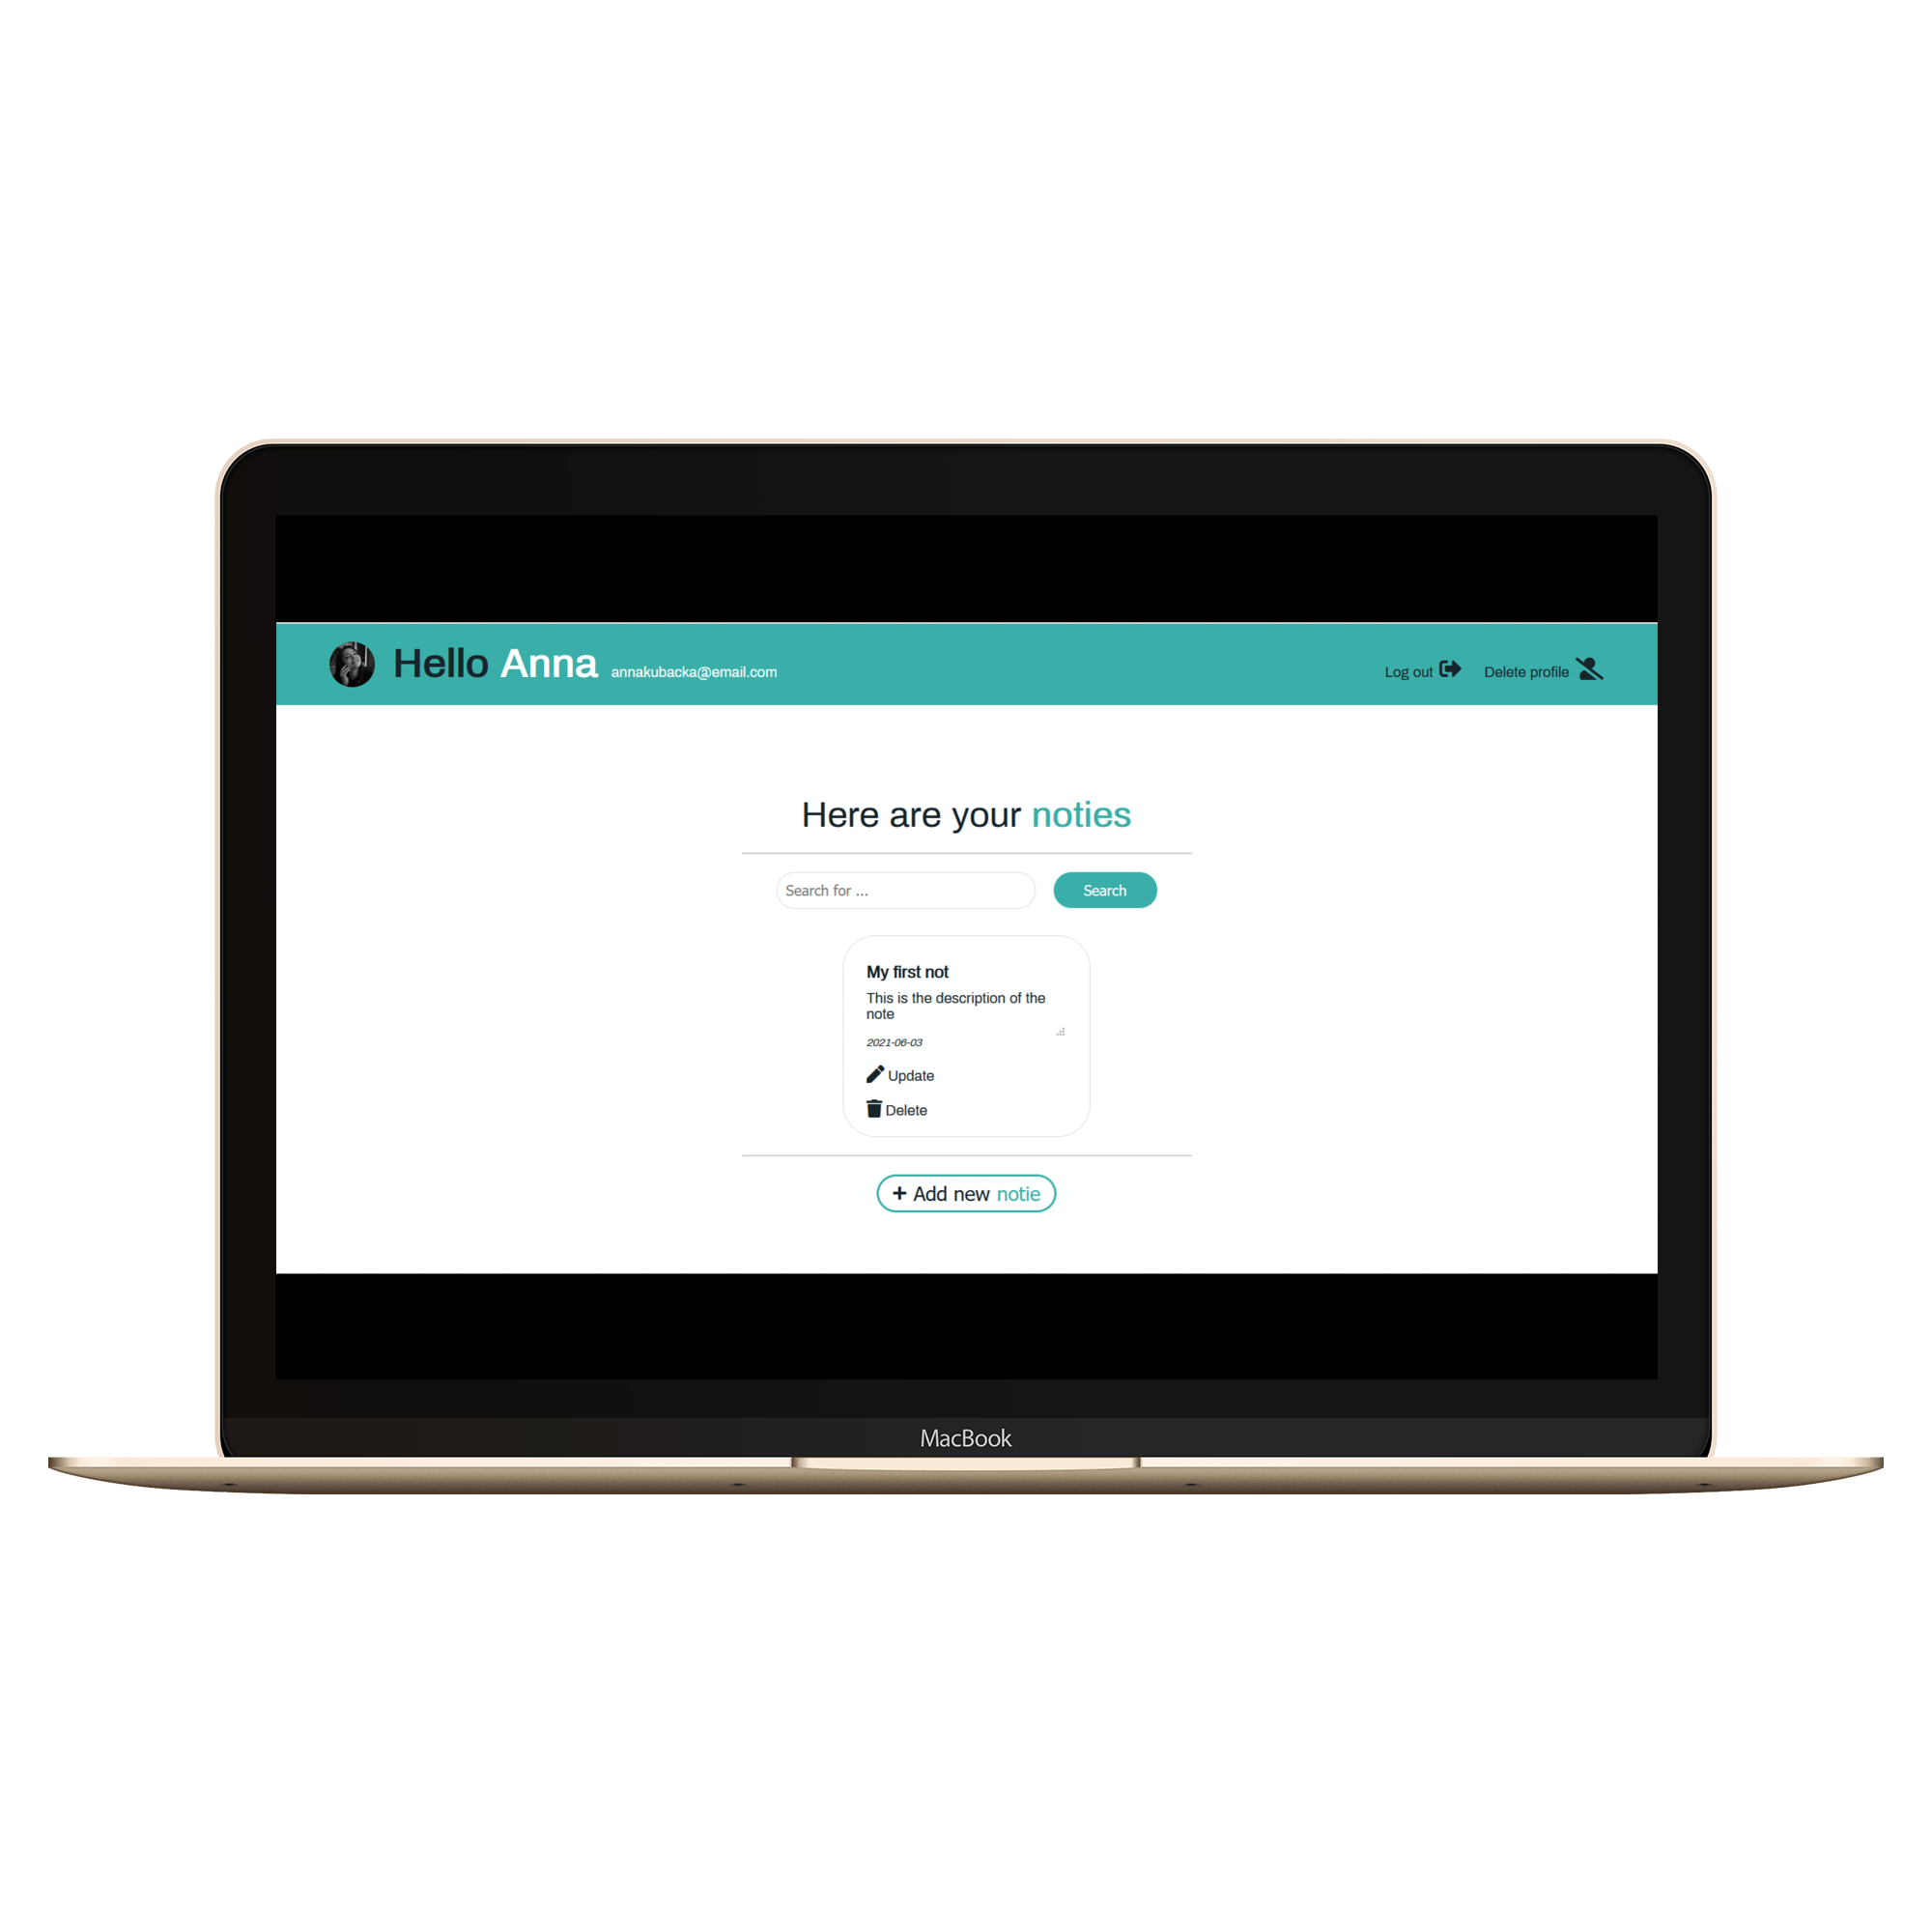 Hello Anna annakubacka@email.com
Log out Delete profile
Here are your noties
Search for ... Search
My first not
This is the description of the
note
2021-06-03
Update
Delete
+ Add new notie
MacBook